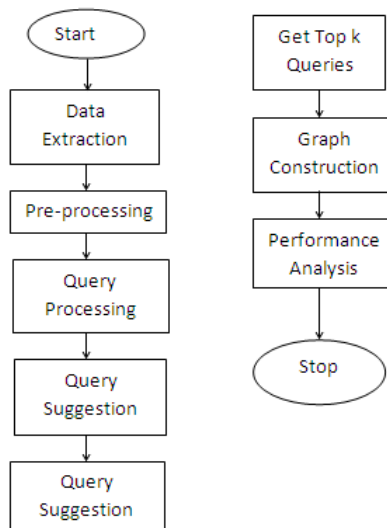 Start
Data
Extraction
Pre-processing
Query
Processing
Query
Suggestion
Query
Suggestion
Get Top k
Queries
Graph
Construction
Performance
Analysis
Stop